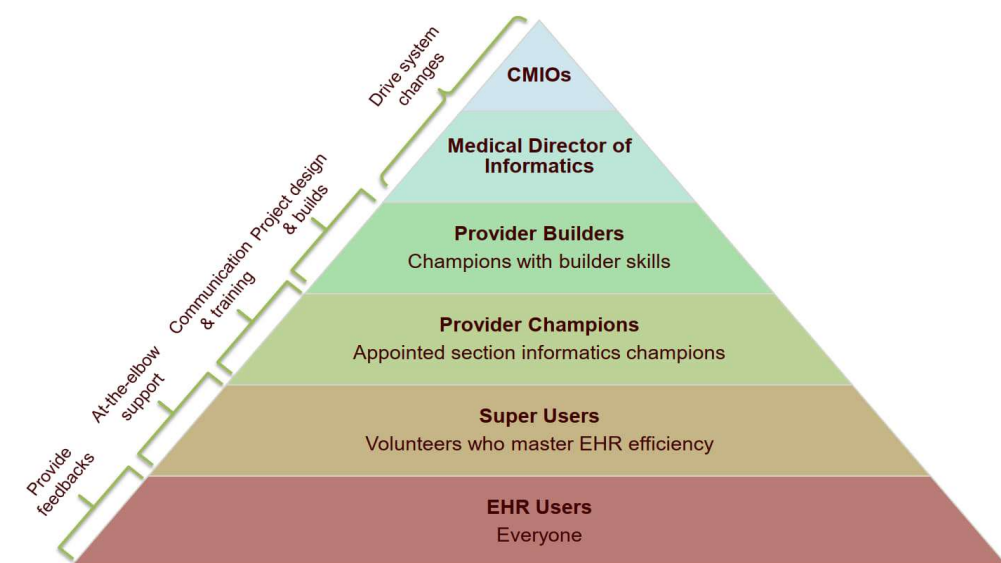 CMIOs
Medical Director of
Informatics
Provider Builders
Champions with builder skills
Provider Champions
Appointed section informatics champions
Super Users
Volunteers who master EHR efficiency
EHR Users
Everyone
Drive system
changes
Project design
& builds
Communication
& training
At-the-elbow
support
Provide
feedbacks